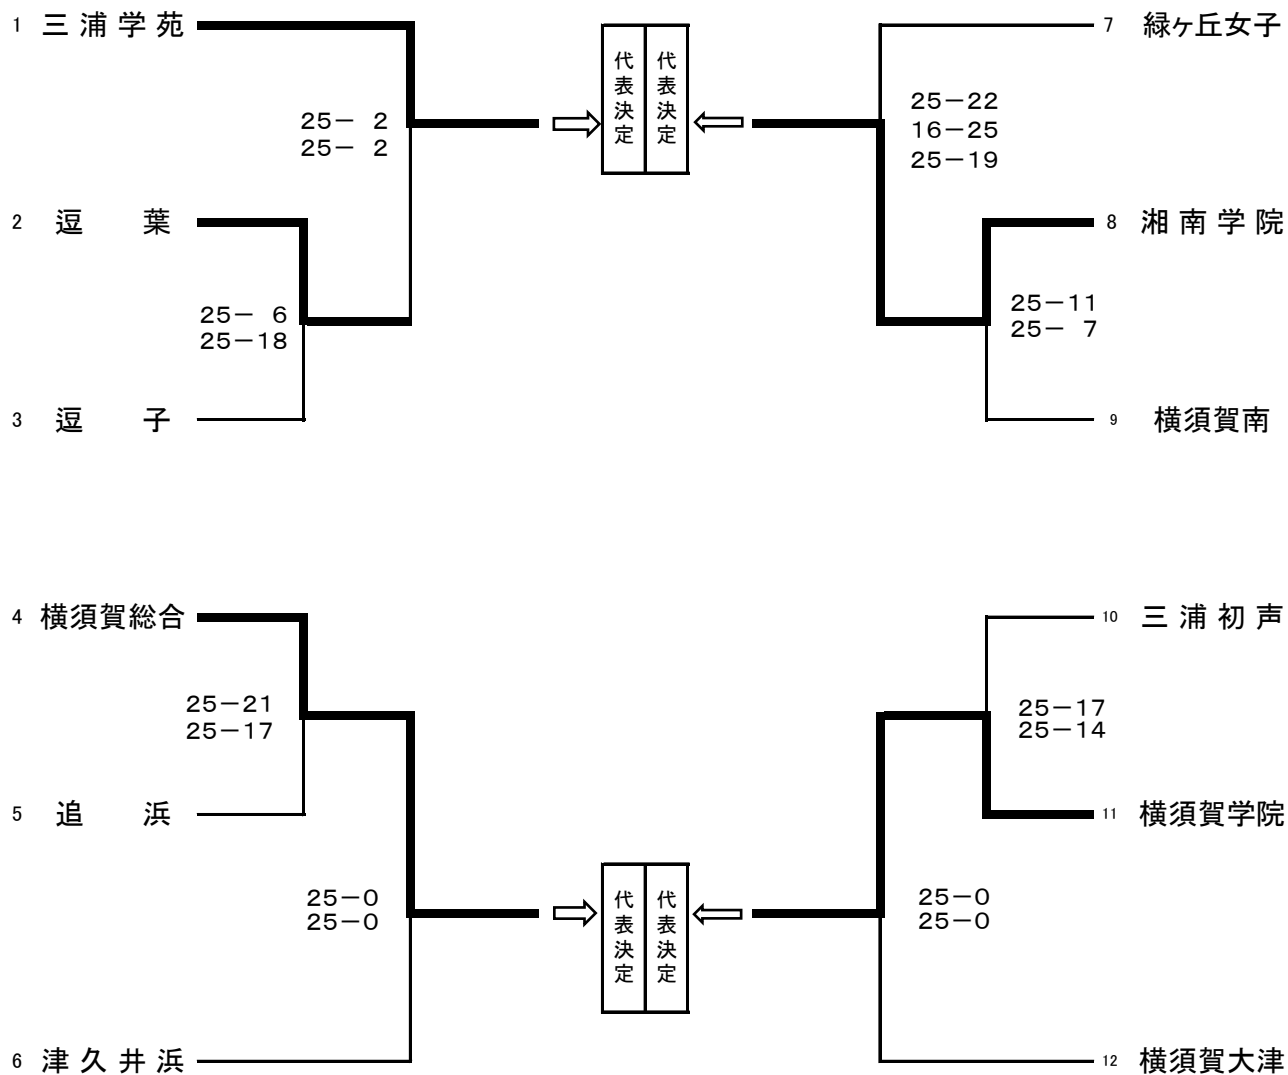 1 三浦学苑
25－ 2
25－ 2
2 逗 葉
25－ 6
25－18
3 逗 子
代表決定
代表決定
7 緑ヶ丘女子
25－22
16－25
25－19
8 湘南学院
25－11
25－ 7
9 横須賀南
4 横須賀総合
25－21
25－17
5 追 浜
25－0
25－0
6 津久井浜
代表決定
代表決定
10 三浦初声
25－17
25－14
11 横須賀学院
25－0
25－0
12 横須賀大津